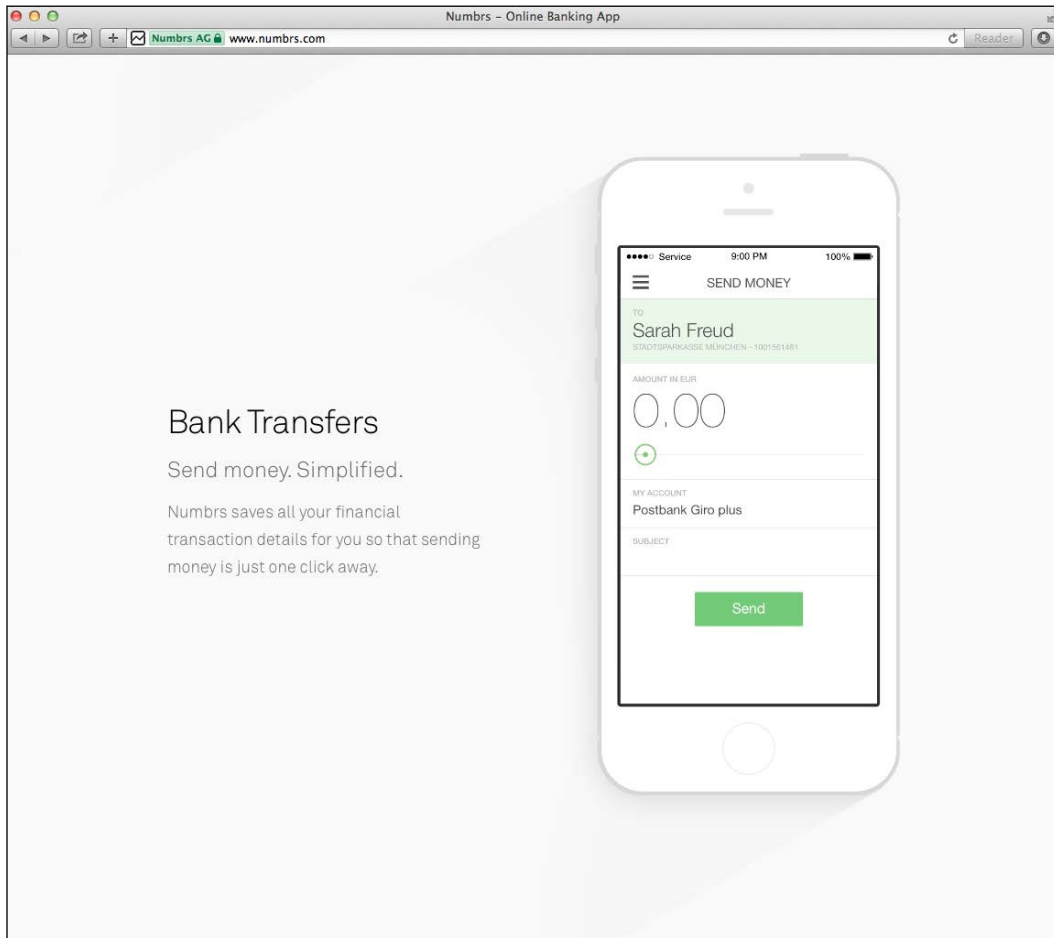 Numbrs – Online Banking App
Numbrs AG www.numbrs.com
Reader
Bank Transfers
Send money. Simplified.
Numbrs saves all your financial
transaction details for you so that sending
money is just one click away.
Service 9:00 PM 100%
SEND MONEY
TO
Sarah Freud
STADTSPARKASSE MÜNCHEN - 1001561461
AMOUNT IN EUR
0,00
MY ACCOUNT
Postbank Giro plus
SUBJECT
Send